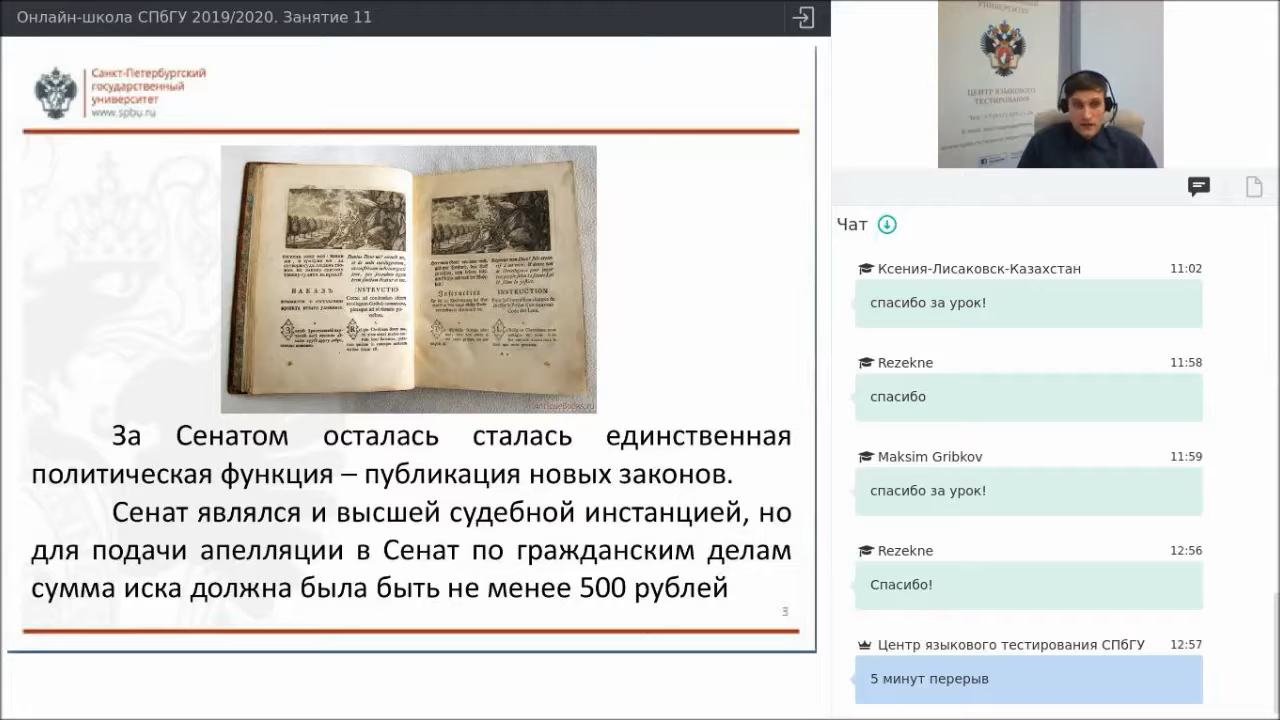 Онлайн-школа СПбГУ 2019/2020. Занятие 11
Санкт-Петербургский
государственный
университет
www.spbu.ru
НАКАЗЪ
INSTRUCTIO
INSTRUCTION
AntiqueBooks.ru
За Сенатом осталась сталась единственная
политическая функция – публикация новых законов.
Сенат являлся и высшей судебной инстанцией, но
для подачи апелляции в Сенат по гражданским делам
сумма иска должна была быть не менее 500 рублей
3
УНИВЕРСИТЕТ
ЦЕНТР ЯЗЫКОВОГО
ТЕСТИРОВАНИЯ
Чат
Ксения-Лисаковск-Казахстан 11:02
спасибо за урок!
Rezekne 11:58
спасибо
Maksim Gribkov 11:59
спасибо за урок!
Rezekne 12:56
Спасибо!
Центр языкового тестирования СПбГУ 12:57
5 минут перерыв